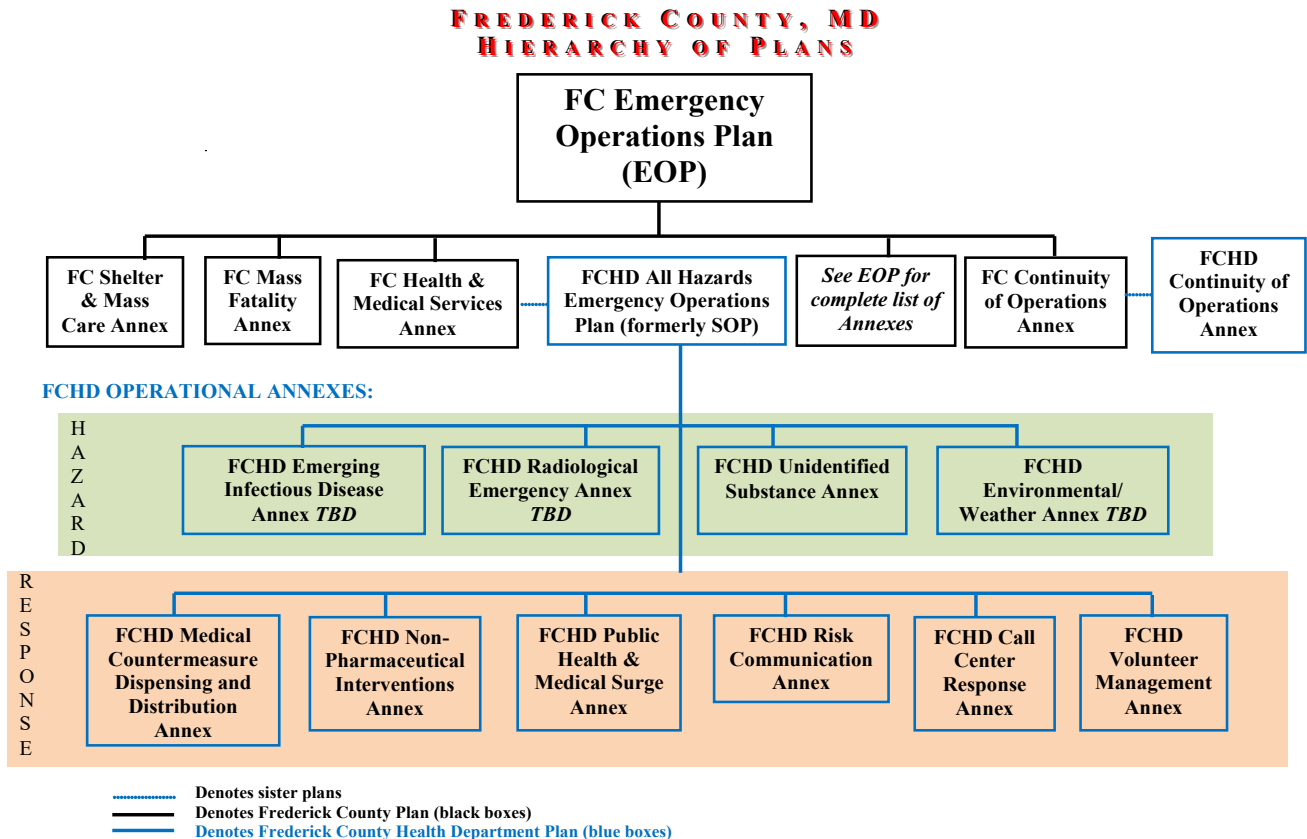 FREDERICK COUNTY, MD
HIERARCHY OF PLANS
FC Emergency
Operations Plan
(EOP)
FC Shelter
& Mass
Care Annex
FC Mass
Fatality
Annex
FC Health &
Medical Services
Annex
FCHD All Hazards
Emergency Operations
Plan (formerly SOP)
See EOP for
complete list of
Annexes
FC Continuity
of Operations
Annex
FCHD
Continuity of
Operations
Annex
FCHD OPERATIONAL ANNEXES:
H
A
Z
A
R
D
FCHD Emerging
Infectious Disease
Annex TBD
FCHD Radiological
Emergency Annex
TBD
FCHD Unidentified
Substance Annex
FCHD
Environmental/
Weather Annex TBD
R
E
S
P
O
N
S
E
FCHD Medical
Countermeasure
Dispensing and
Distribution
Annex
FCHD Non-
Pharmaceutical
Interventions
Annex
FCHD Public
Health &
Medical Surge
Annex
FCHD Risk
Communication
Annex
FCHD Call
Center
Response
Annex
FCHD
Volunteer
Management
Annex
Denotes sister plans
Denotes Frederick County Plan (black boxes)
Denotes Frederick County Health Department Plan (blue boxes)